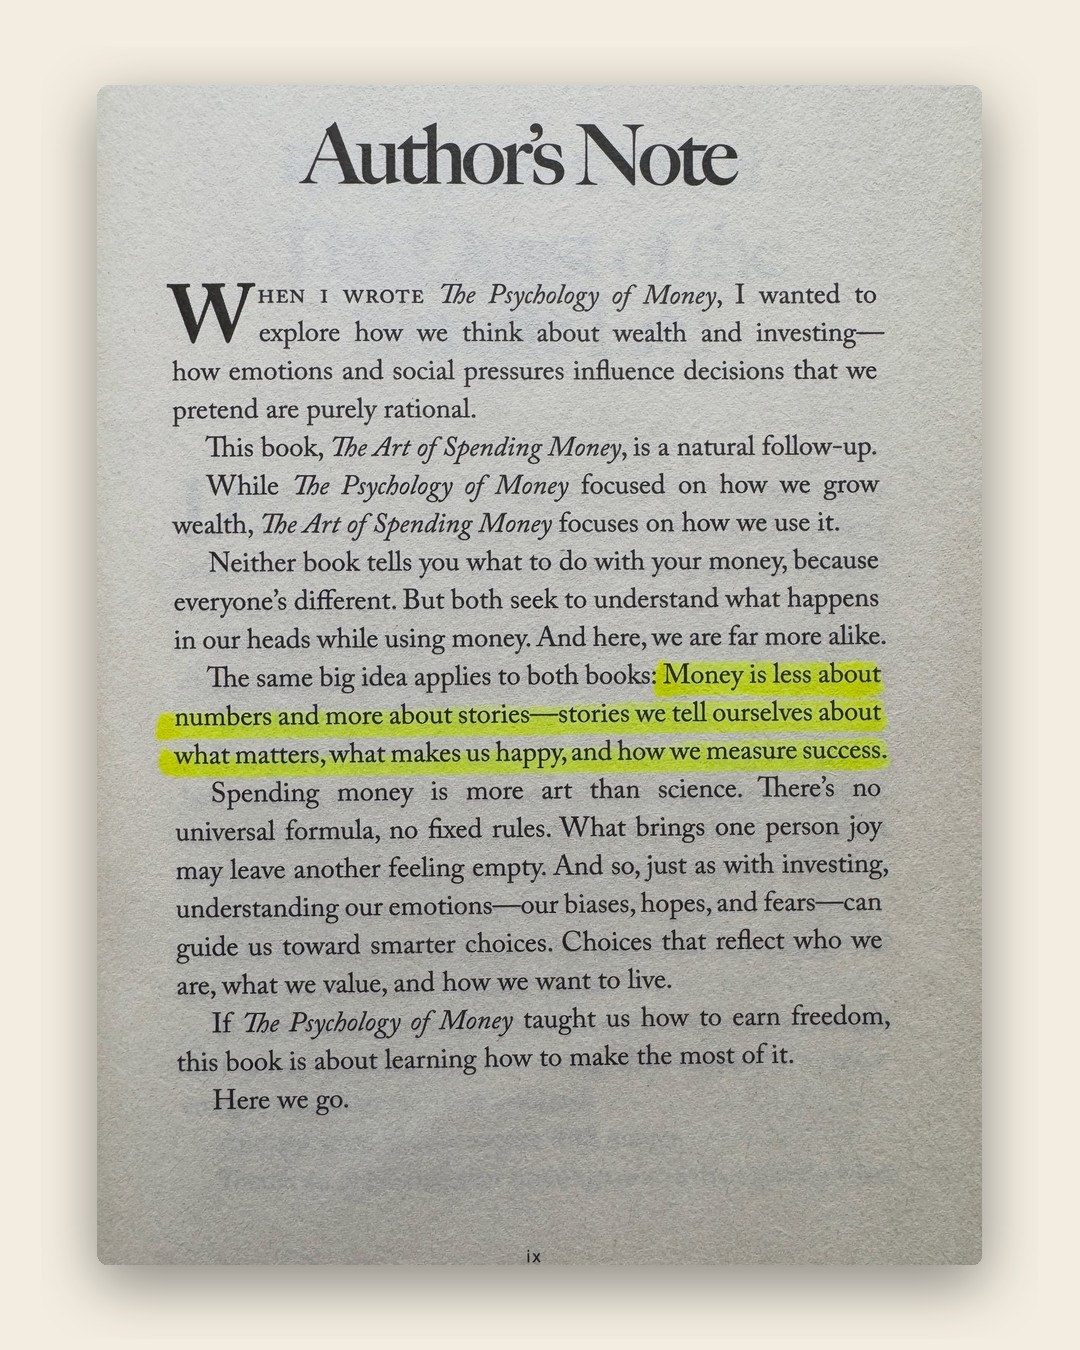 Author's Note
WHEN I WROTE The Psychology of Money, I wanted to
explore how we think about wealth and investing—
how emotions and social pressures influence decisions that we
pretend are purely rational.
This book, The Art of Spending Money, is a natural follow-up.
While The Psychology of Money focused on how we grow
wealth, The Art of Spending Money focuses on how we use it.
Neither book tells you what to do with your money, because
everyone's different. But both seek to understand what happens
in our heads while using money. And here, we are far more alike.
The same big idea applies to both books: Money is less about
numbers and more about stories—stories we tell ourselves about
what matters, what makes us happy, and how we measure success.
Spending money is more art than science. There's no
universal formula, no fixed rules. What brings one person joy
may leave another feeling empty. And so, just as with investing,
understanding our emotions—our biases, hopes, and fears—can
guide us toward smarter choices. Choices that reflect who we
are, what we value, and how we want to live.
If The Psychology of Money taught us how to earn freedom,
this book is about learning how to make the most of it.
Here we go.
ix